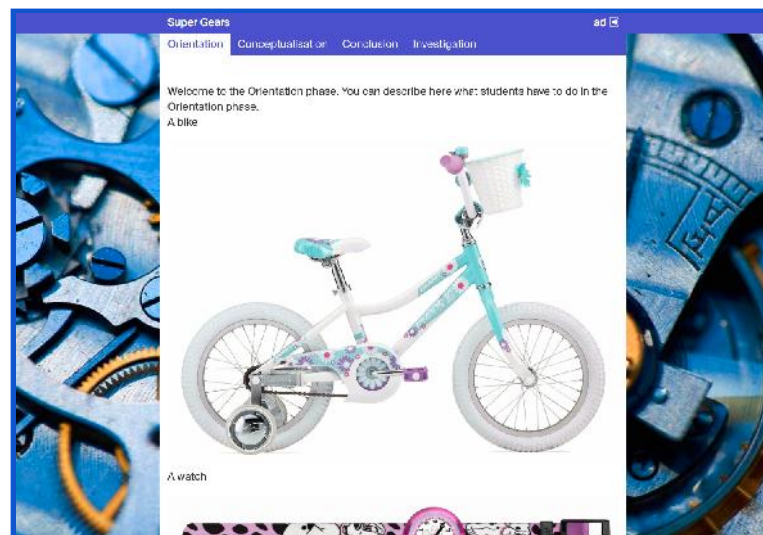 Super Gears
ad
Orientation Conceptualisation Conclusion Investigation
Welcome to the Orientation phase. You can describe here what students have to do in the
Orientation phase.
A bike
A watch